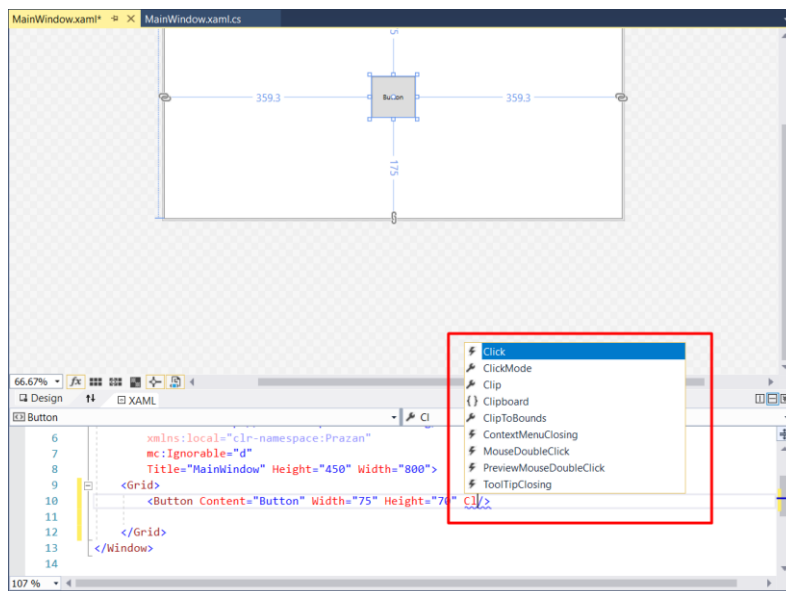 MainWindow.xaml*
MainWindow.xaml.cs
359.3
Button
359.3
175
Click
ClickMode
Clip
{ } Clipboard
ClipToBounds
ContextMenuClosing
MouseDoubleClick
PreviewMouseDoubleClick
ToolTipClosing
66.67%
fx
Design
XAML
Button
Cl
6 xmlns:local="clr-namespace:Prazan"
7 mc:Ignorable="d"
8 Title="MainWindow" Height="450" Width="800">
9 <Grid>
10 <Button Content="Button" Width="75" Height="70" Cl/>
11
12 </Grid>
13 </Window>
14
107 %